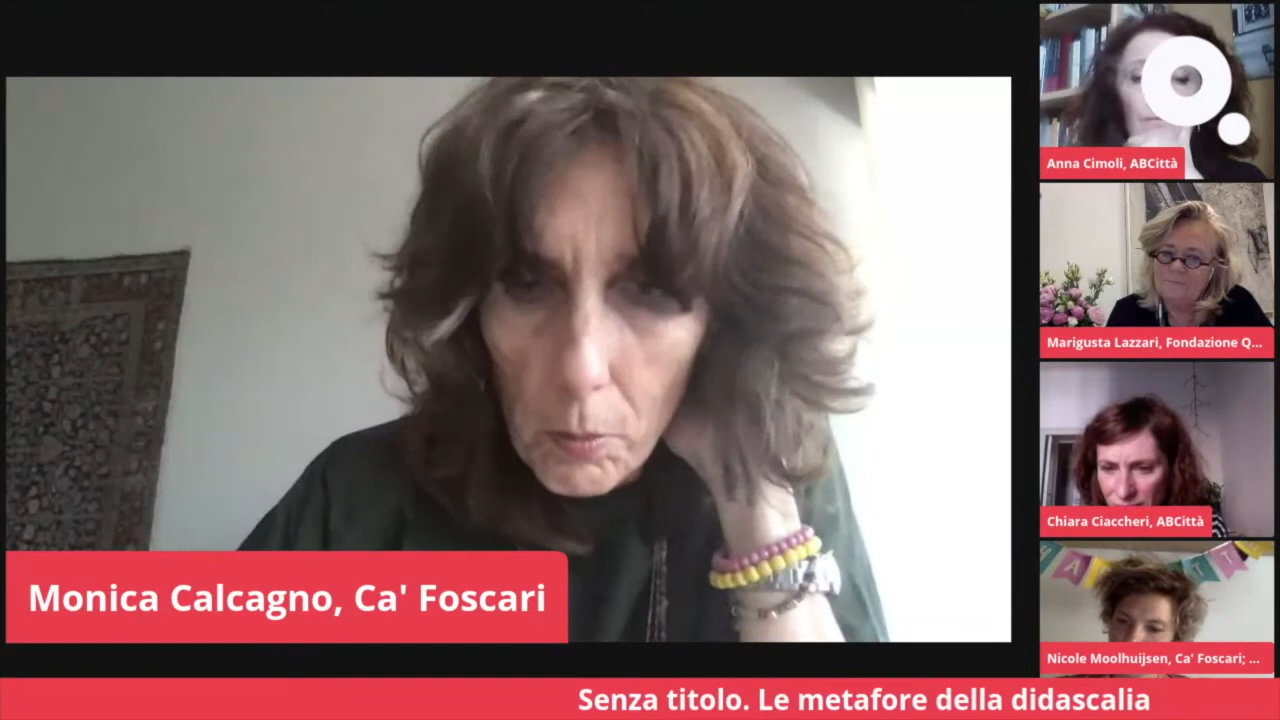 Anna Cimoli, ABCittà
Marigusta Lazzari, Fondazione Q...
Chiara Ciaccheri, ABCittà
Monica Calcagno, Ca' Foscari
Nicole Moolhuijsen, Ca' Foscari; ...
Senza titolo. Le metafore della didascalia